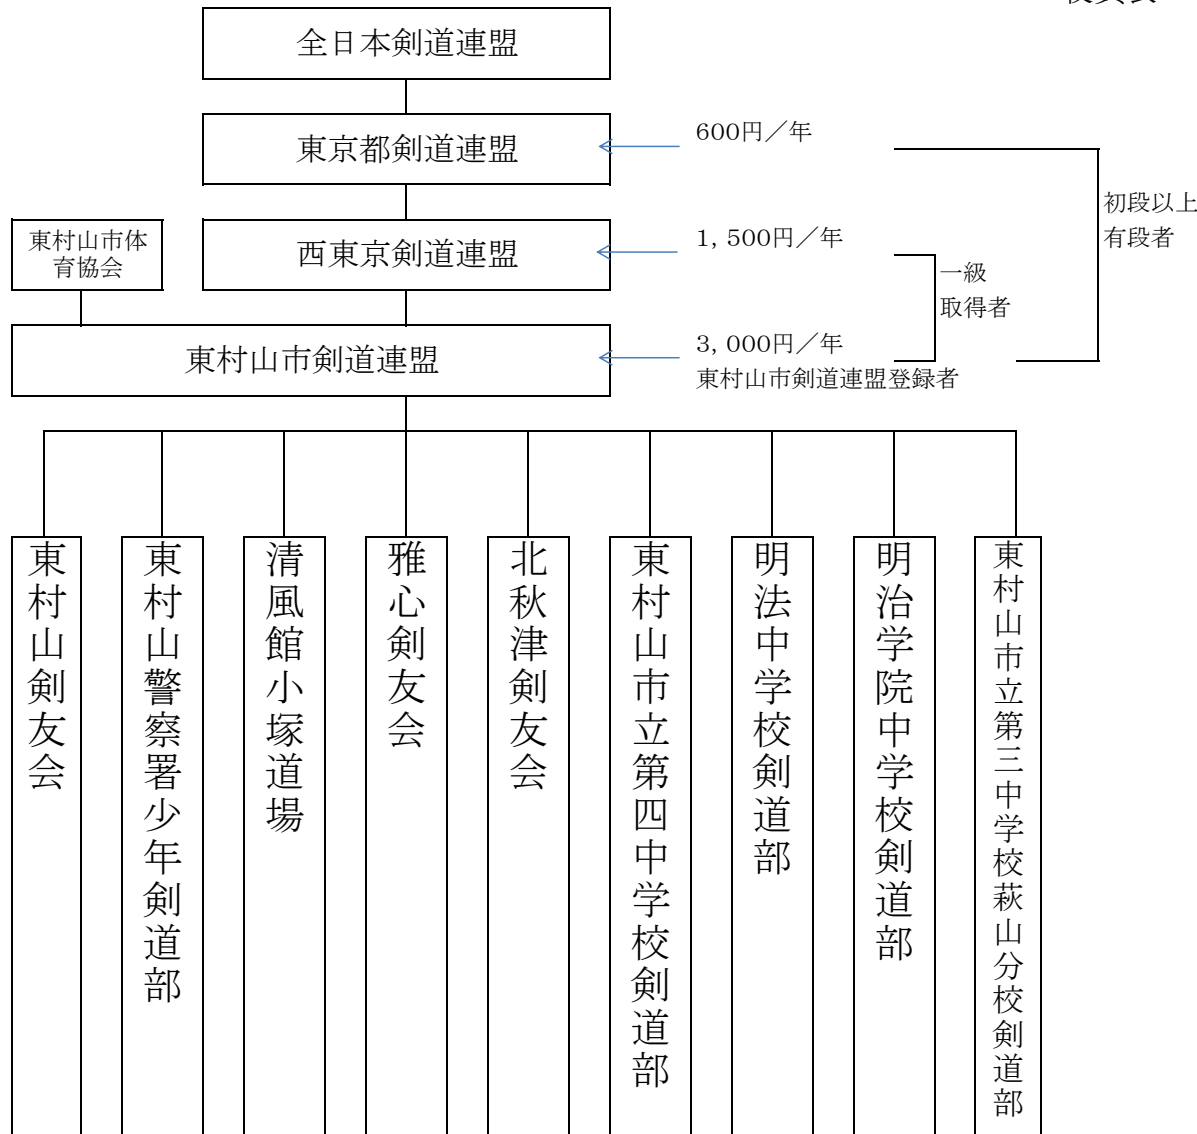 全日本剣道連盟
東京都剣道連盟
600円／年
初段以上
有段者
東村山市体
育協会
西東京剣道連盟
1,500円／年
一級
取得者
東村山市剣道連盟
3,000円／年
東村山市剣道連盟登録者
東村山剣友会
東村山警察署少年剣道部
清風館小塚道場
雅心剣友会
北秋津剣友会
東村山市立第四中学校剣道部
明法中学校剣道部
明治学院中学校剣道部
東村山市立第三中学校萩山分校剣道部